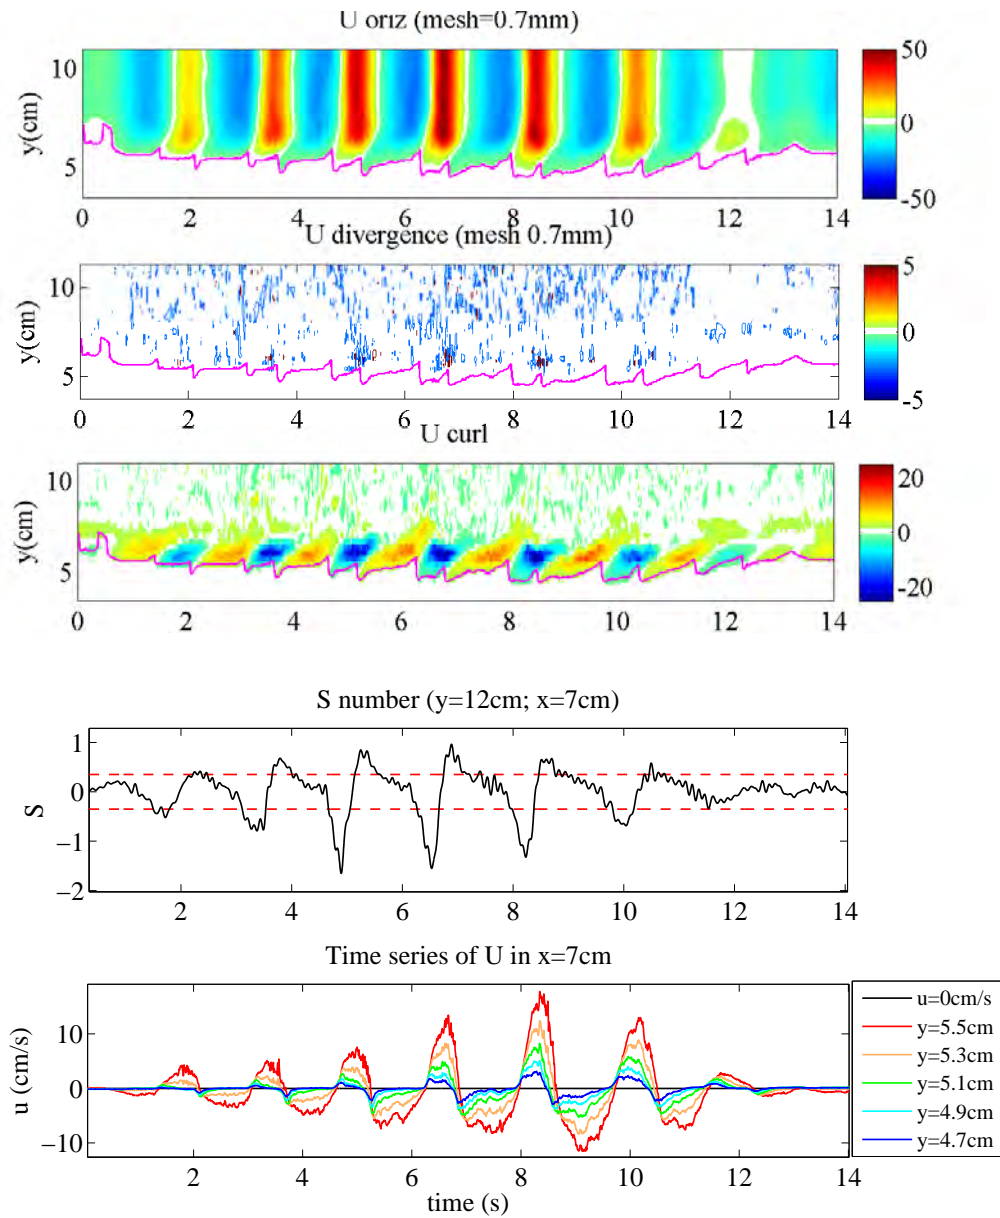 U oriz (mesh=0.7mm)
y(cm)
10
5
0 2 4 6 8 10 12 14
50
0
-50
U divergence (mesh 0.7mm)
y(cm)
10
5
0 2 4 6 8 10 12 14
5
0
-5
U curl
y(cm)
10
5
0 2 4 6 8 10 12 14
20
0
-20
S number (y=12cm; x=7cm)
S
1
0
−1
−2
2 4 6 8 10 12 14
Time series of U in x=7cm
u (cm/s)
10
0
−10
2 4 6 8 10 12 14
time (s)
u=0cm/s
y=5.5cm
y=5.3cm
y=5.1cm
y=4.9cm
y=4.7cm